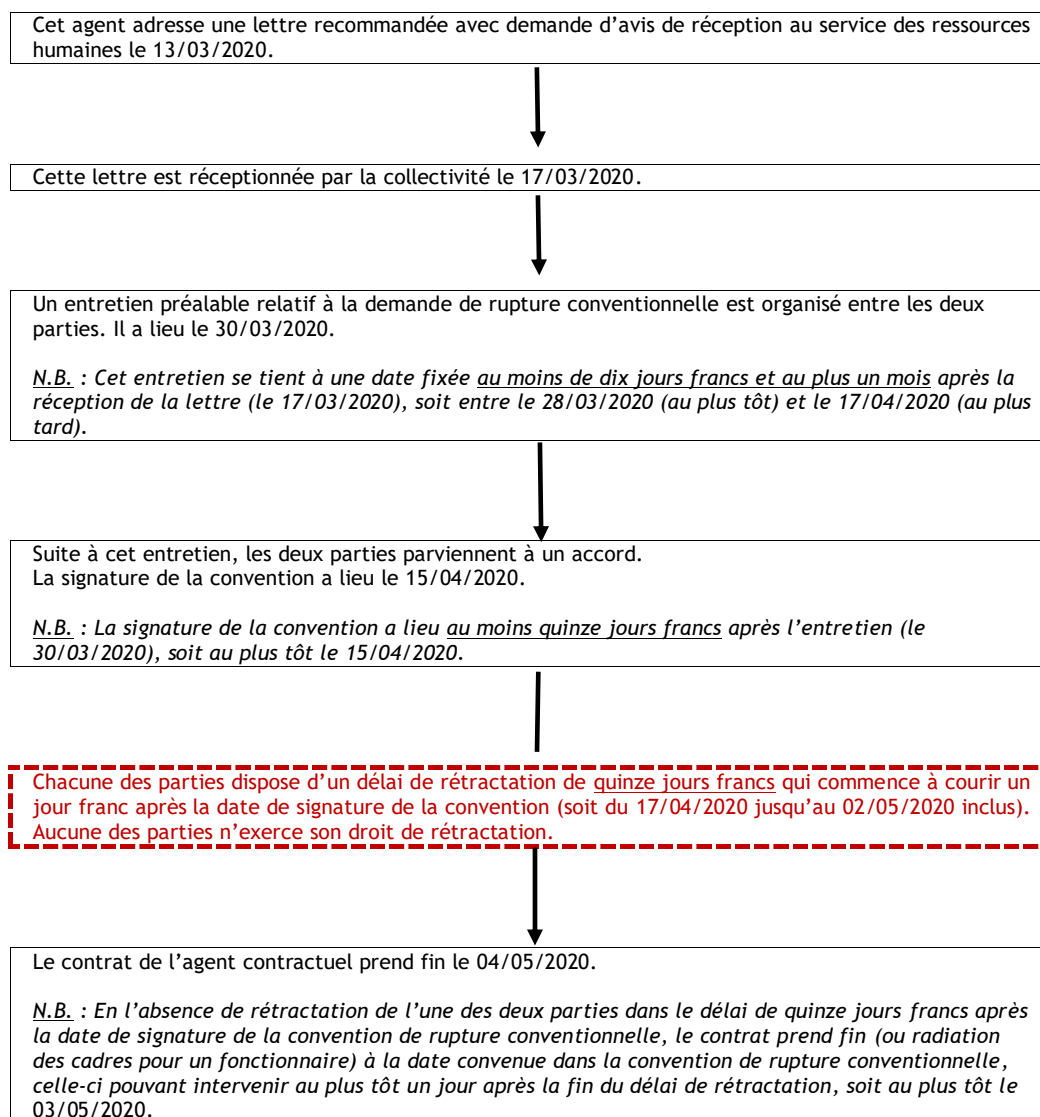 Cet agent adresse une lettre recommandée avec demande d’avis de réception au service des ressources
humaines le 13/03/2020.
Cette lettre est réceptionnée par la collectivité le 17/03/2020.
Un entretien préalable relatif à la demande de rupture conventionnelle est organisé entre les deux
parties. Il a lieu le 30/03/2020.
N.B. : Cet entretien se tient à une date fixée au moins de dix jours francs et au plus un mois après la
réception de la lettre (le 17/03/2020), soit entre le 28/03/2020 (au plus tôt) et le 17/04/2020 (au plus
tard).
Suite à cet entretien, les deux parties parviennent à un accord.
La signature de la convention a lieu le 15/04/2020.
N.B. : La signature de la convention a lieu au moins quinze jours francs après l’entretien (le
30/03/2020), soit au plus tôt le 15/04/2020.
Chacune des parties dispose d’un délai de rétractation de quinze jours francs qui commence à courir un
jour franc après la date de signature de la convention (soit du 17/04/2020 jusqu’au 02/05/2020 inclus).
Aucune des parties n’exerce son droit de rétractation.
Le contrat de l’agent contractuel prend fin le 04/05/2020.
N.B. : En l’absence de rétractation de l’une des deux parties dans le délai de quinze jours francs après
la date de signature de la convention de rupture conventionnelle, le contrat prend fin (ou radiation
des cadres pour un fonctionnaire) à la date convenue dans la convention de rupture conventionnelle,
celle-ci pouvant intervenir au plus tôt un jour après la fin du délai de rétractation, soit au plus tôt le
03/05/2020.